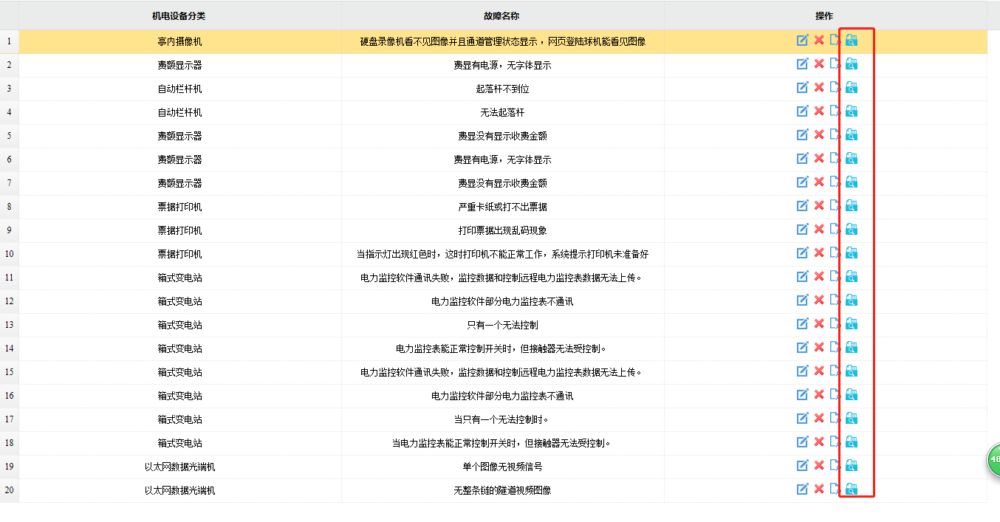 机电设备分类 故障名称 操作
1 亭内摄像机 硬盘录像机看不见图像并且通道管理状态显示，网页登陆球机能看见图像
2 费额显示器 费显有电源，无字体显示
3 自动栏杆机 起落杆不到位
4 自动栏杆机 无法起落杆
5 费额显示器 费显没有显示收费金额
6 费额显示器 费显有电源，无字体显示
7 费额显示器 费显没有显示收费金额
8 票据打印机 严重卡纸或打不出票据
9 票据打印机 打印票据出现乱码现象
10 票据打印机 当指示灯出现红色时，这时打印机不能正常工作，系统提示打印机未准备好
11 箱式变电站 电力监控软件通讯失败，监控数据和控制远程电力监控表数据无法上传。
12 箱式变电站 电力监控软件部分电力监控表不通讯
13 箱式变电站 只有一个无法控制
14 箱式变电站 电力监控表能正常控制开关时，但接触器无法受控制。
15 箱式变电站 电力监控软件通讯失败，监控数据和控制远程电力监控表数据无法上传。
16 箱式变电站 电力监控软件部分电力监控表不通讯
17 箱式变电站 当只有一个无法控制时。
18 箱式变电站 当电力监控表能正常控制开关时，但接触器无法受控制。
19 以太网数据光端机 单个图像无视频信号
20 以太网数据光端机 无整条链的隧道视频图像
48